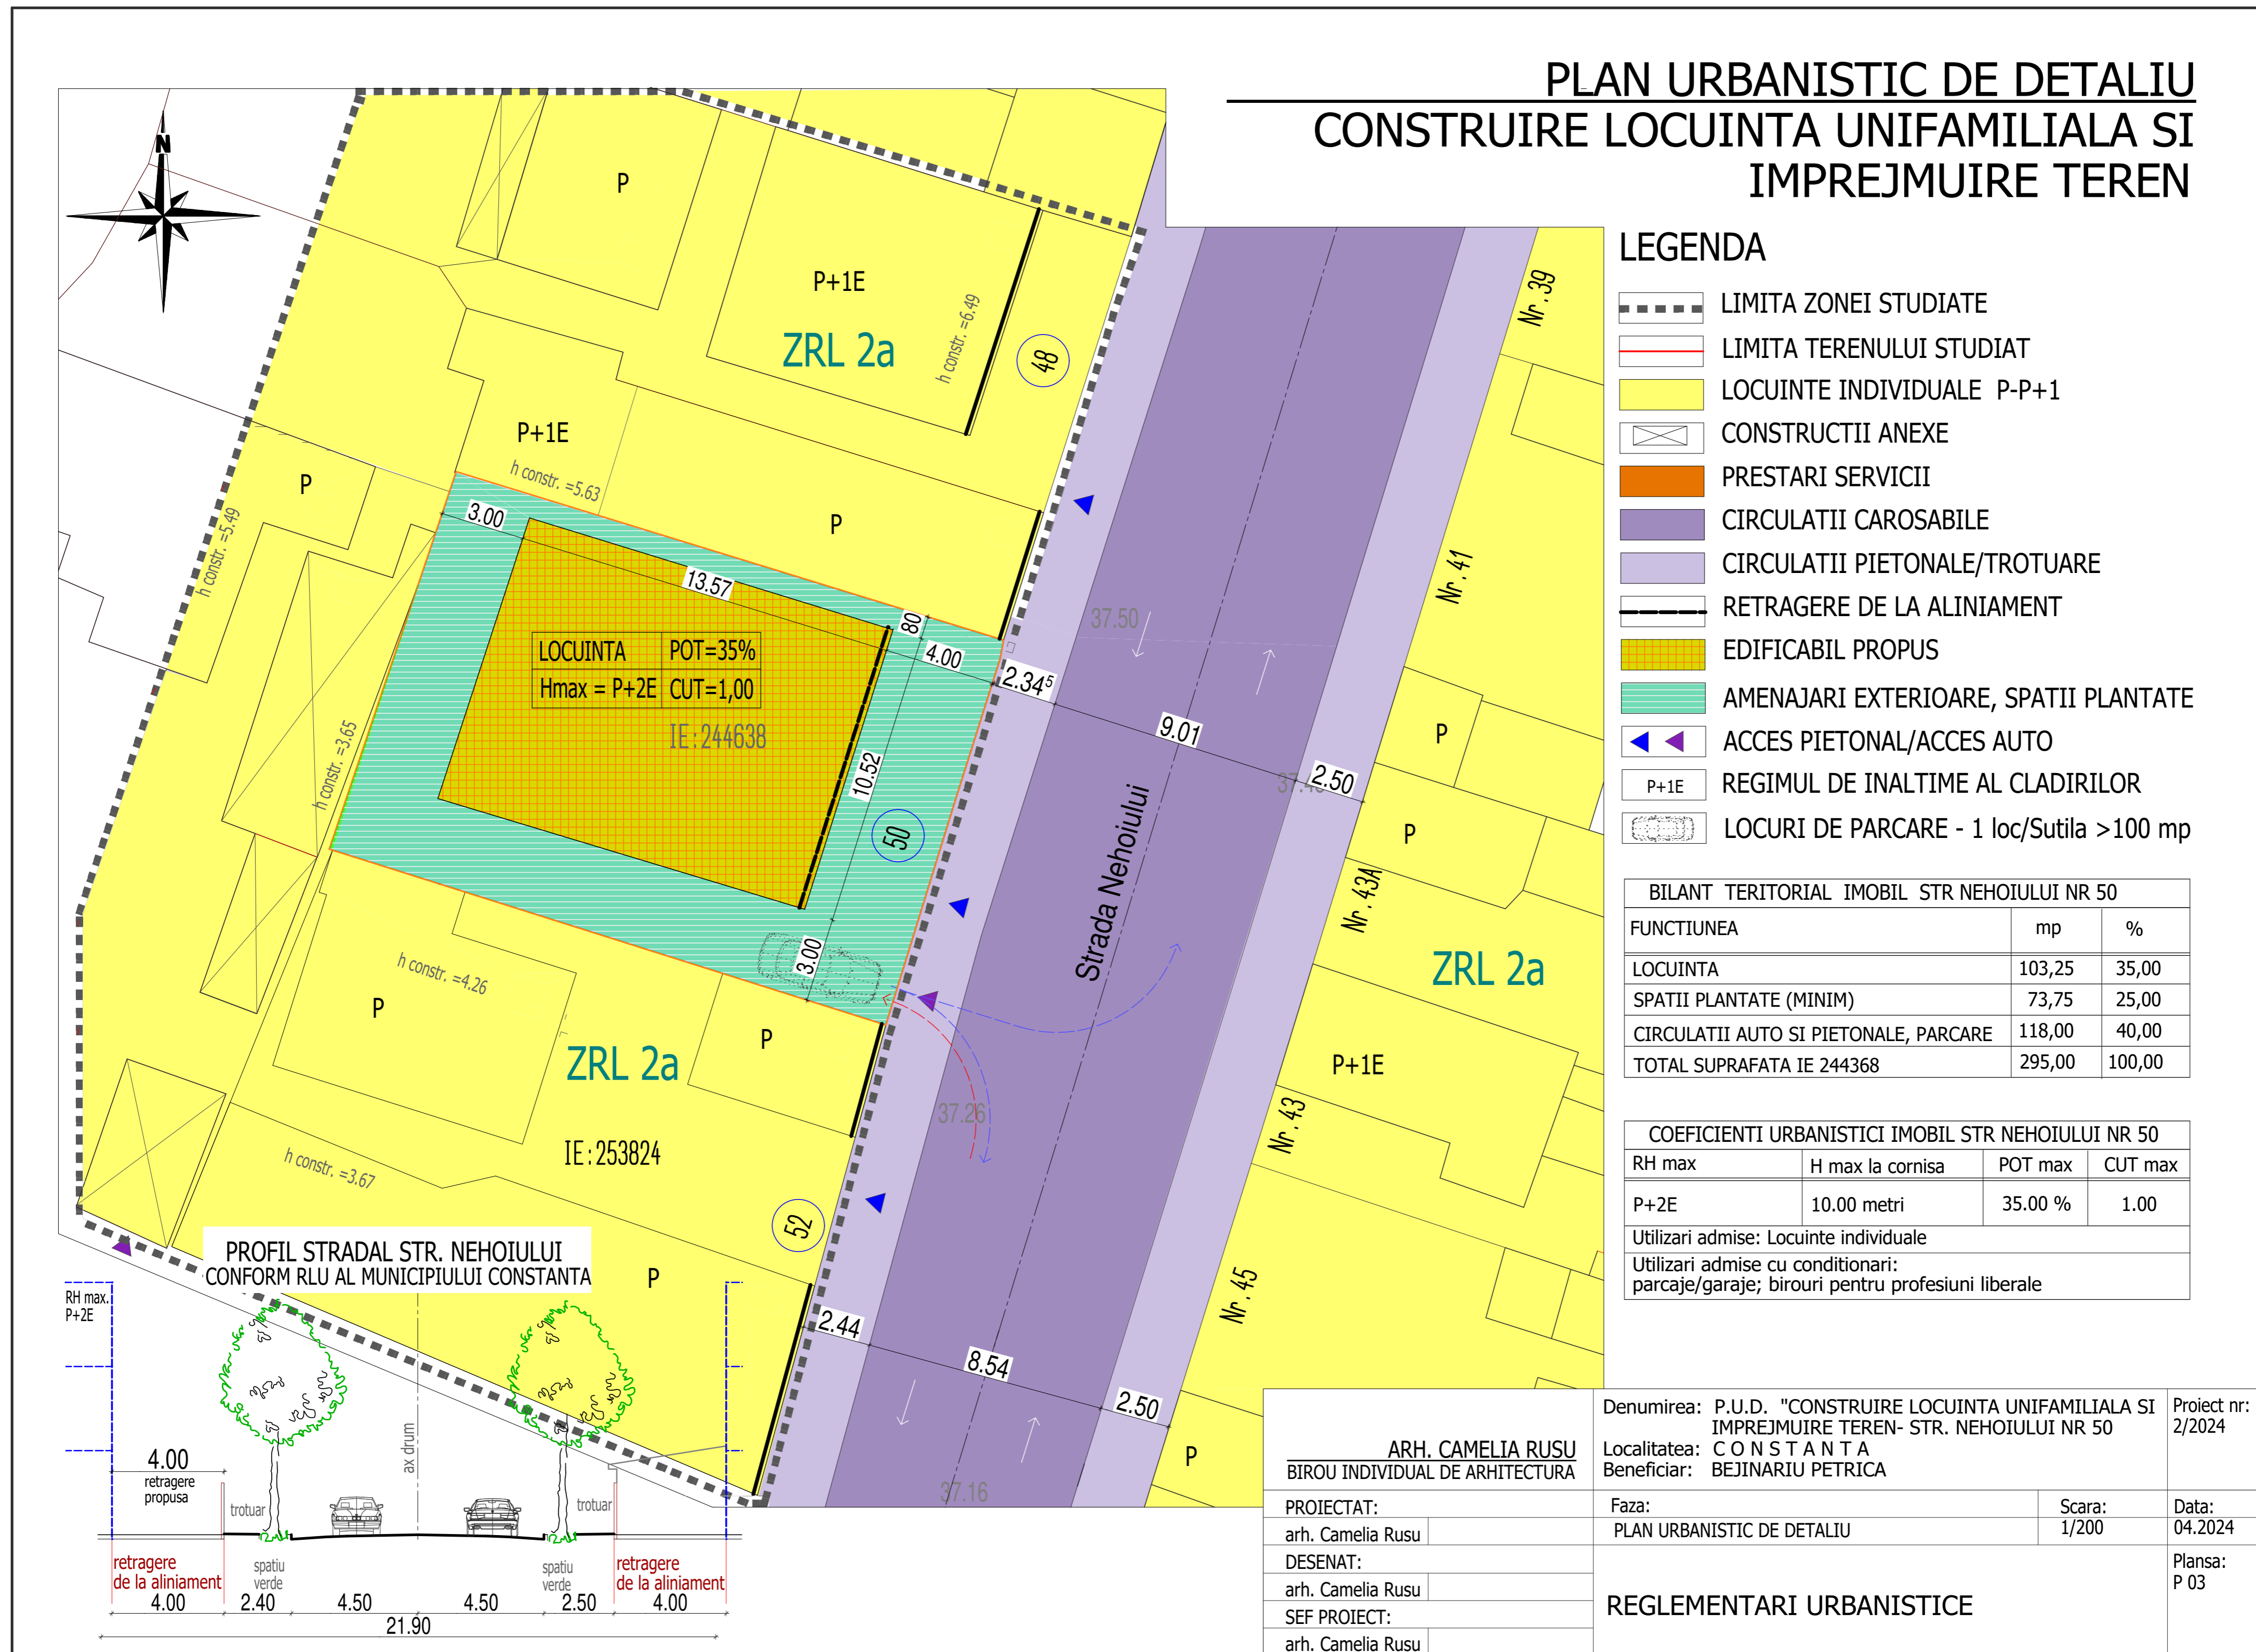 PLAN URBANISTIC DE DETALIU
CONSTRUIRE LOCUINTA UNIFAMILIALA SI
IMPREJMUIRE TEREN
N
P
P+1E
ZRL 2a
h constr. =6.49
48
P+1E
h constr. =5.63
P
P
h constr. =5.49
3.00
13.57
80
4.00
2.34⁵
9.01
2.50
LOCUINTA
POT=35%
Hmax = P+2E
CUT=1,00
IE:244638
h constr. =3.65
10.52
50
3.00
37.50
Strada Nehoiului
Nr.39
Nr.41
P
P
Nr.43A
ZRL 2a
P+1E
Nr.43
Nr.45
P
h constr. =4.26
P
P
ZRL 2a
37.26
IE:253824
h constr. =3.67
52
P
2.44
8.54
2.50
37.16
LEGENDA
LIMITA ZONEI STUDIATE
LIMITA TERENULUI STUDIAT
LOCUINTE INDIVIDUALE P-P+1
CONSTRUCTII ANEXE
PRESTARI SERVICII
CIRCULATII CAROSABILE
CIRCULATII PIETONALE/TROTUARE
RETRAGERE DE LA ALINIAMENT
EDIFICABIL PROPUS
AMENAJARI EXTERIOARE, SPATII PLANTATE
ACCES PIETONAL/ACCES AUTO
P+1E REGIMUL DE INALTIME AL CLADIRILOR
LOCURI DE PARCARE - 1 loc/Sutila >100 mp
BILANT TERITORIAL IMOBIL STR NEHOIULUI NR 50
FUNCTIUNEA mp %
LOCUINTA 103,25 35,00
SPATII PLANTATE (MINIM) 73,75 25,00
CIRCULATII AUTO SI PIETONALE, PARCARE 118,00 40,00
TOTAL SUPRAFATA IE 244368 295,00 100,00
COEFICIENTI URBANISTICI IMOBIL STR NEHOIULUI NR 50
RH max H max la cornisa POT max CUT max
P+2E 10.00 metri 35.00 % 1.00
Utilizari admise: Locuinte individuale
Utilizari admise cu conditionari:
parcaje/garaje; birouri pentru profesiuni liberale
PROFIL STRADAL STR. NEHOIULUI
CONFORM RLU AL MUNICIPIULUI CONSTANTA
RH max.
P+2E
ax drum
4.00
retragere
propusa
trotuar
trotuar
retragere
de la aliniament
spatiu
verde
spatiu
verde
retragere
de la aliniament
4.00 2.40 4.50 4.50 2.50 4.00
21.90
ARH. CAMELIA RUSU
BIROU INDIVIDUAL DE ARHITECTURA
Denumirea: P.U.D. "CONSTRUIRE LOCUINTA UNIFAMILIALA SI
IMPREJMUIRE TEREN- STR. NEHOIULUI NR 50
Localitatea: C O N S T A N T A
Beneficiar: BEJINARIU PETRICA
Proiect nr:
2/2024
PROIECTAT:
arh. Camelia Rusu
DESENAT:
arh. Camelia Rusu
SEF PROIECT:
arh. Camelia Rusu
Faza:
PLAN URBANISTIC DE DETALIU
Scara:
1/200
Data:
04.2024
REGLEMENTARI URBANISTICE
Plansa:
P 03